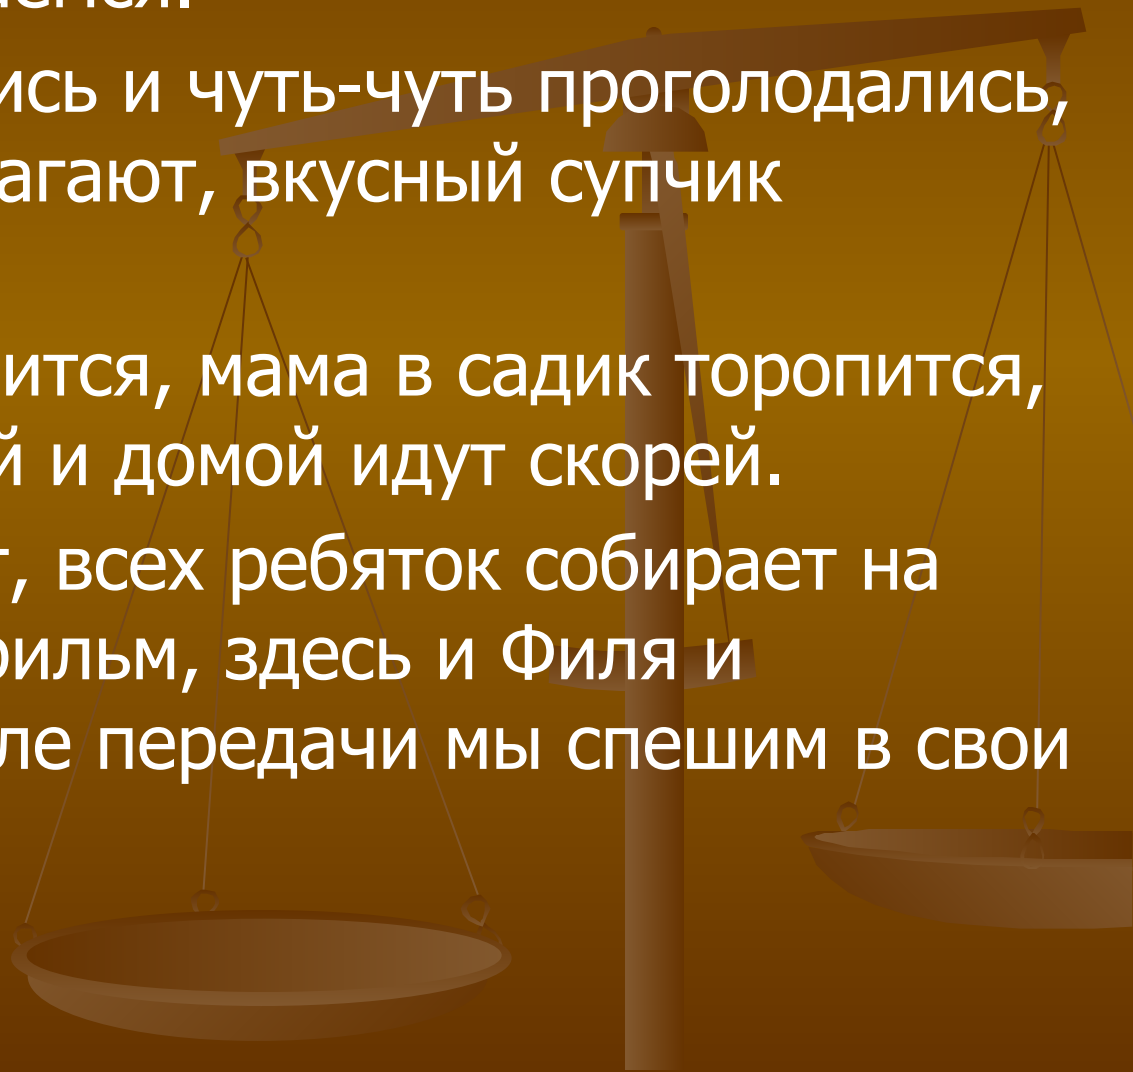 ись и чуть-чуть проголодались,
агают, вкусный супчик
ится, мама в садик торопится,
й и домой идут скорей.
т, всех ребяток собирает на
фильм, здесь и Филя и
ле передачи мы спешим в свои